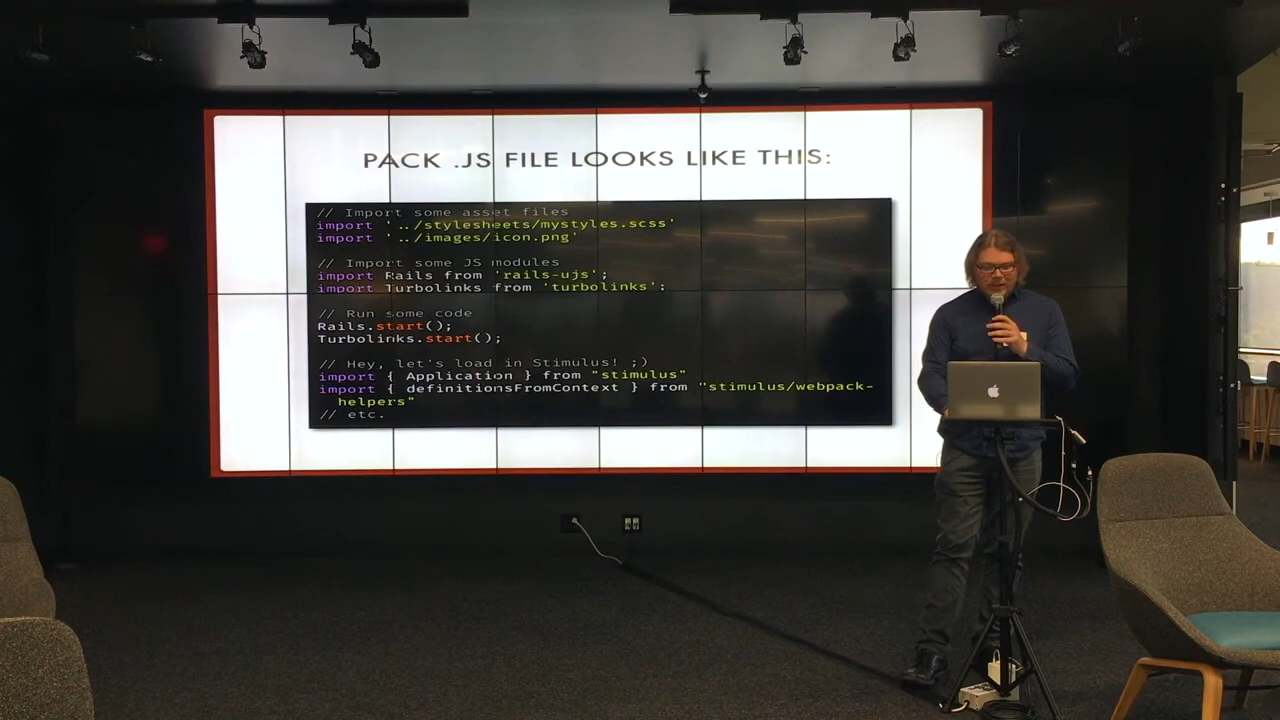 PACK .JS FILE LOOKS LIKE THIS:
// Import some asset files
import '../stylesheets/mystyles.scss'
import '../images/icon.png'
// Import some JS modules
import Rails from 'rails-ujs';
import Turbolinks from 'turbolinks';
// Run some code
Rails.start();
Turbolinks.start();
// Hey, let's load in Stimulus! ;)
import { Application } from "stimulus"
import { definitionsFromContext } from "stimulus/webpack-
helpers"
// etc.